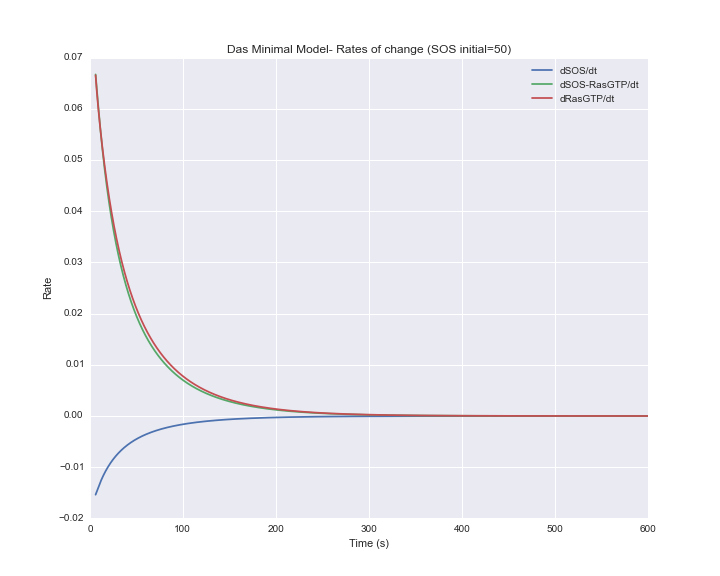 Das Minimal Model- Rates of change (SOS initial=50)
dSOS/dt
dSOS-RasGTP/dt
dRasGTP/dt
0.07
0.06
0.05
0.04
0.03
0.02
0.01
0.00
−0.01
−0.02
Rate
0 100 200 300 400 500 600
Time (s)